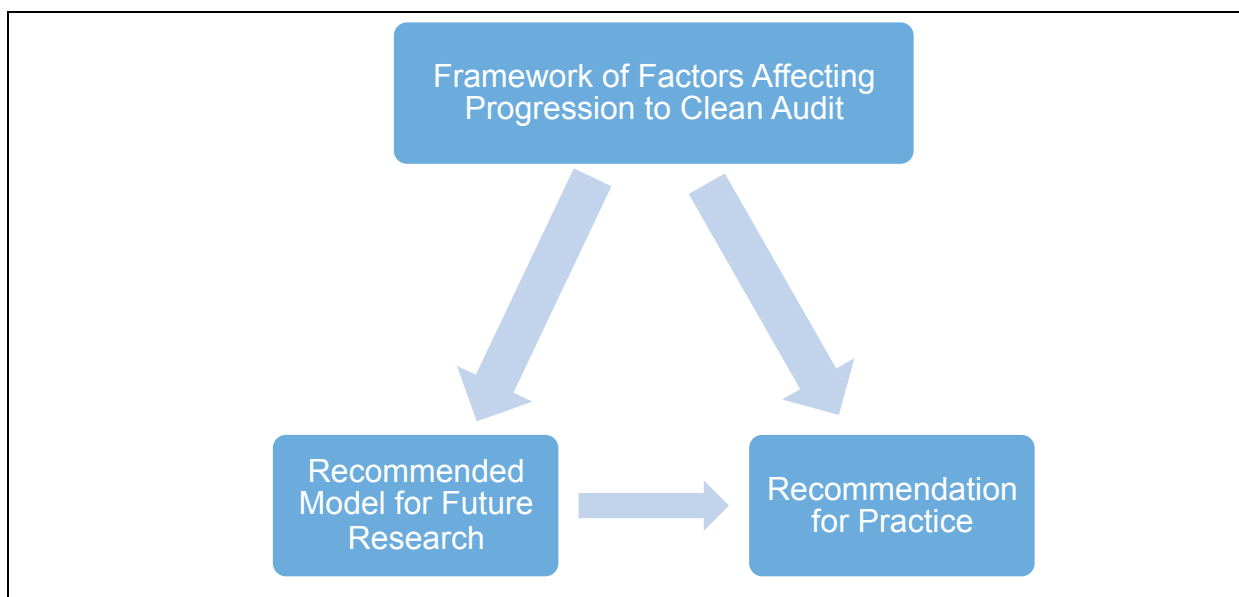 Framework of Factors Affecting
Progression to Clean Audit
Recommended
Model for Future
Research
Recommendation
for Practice